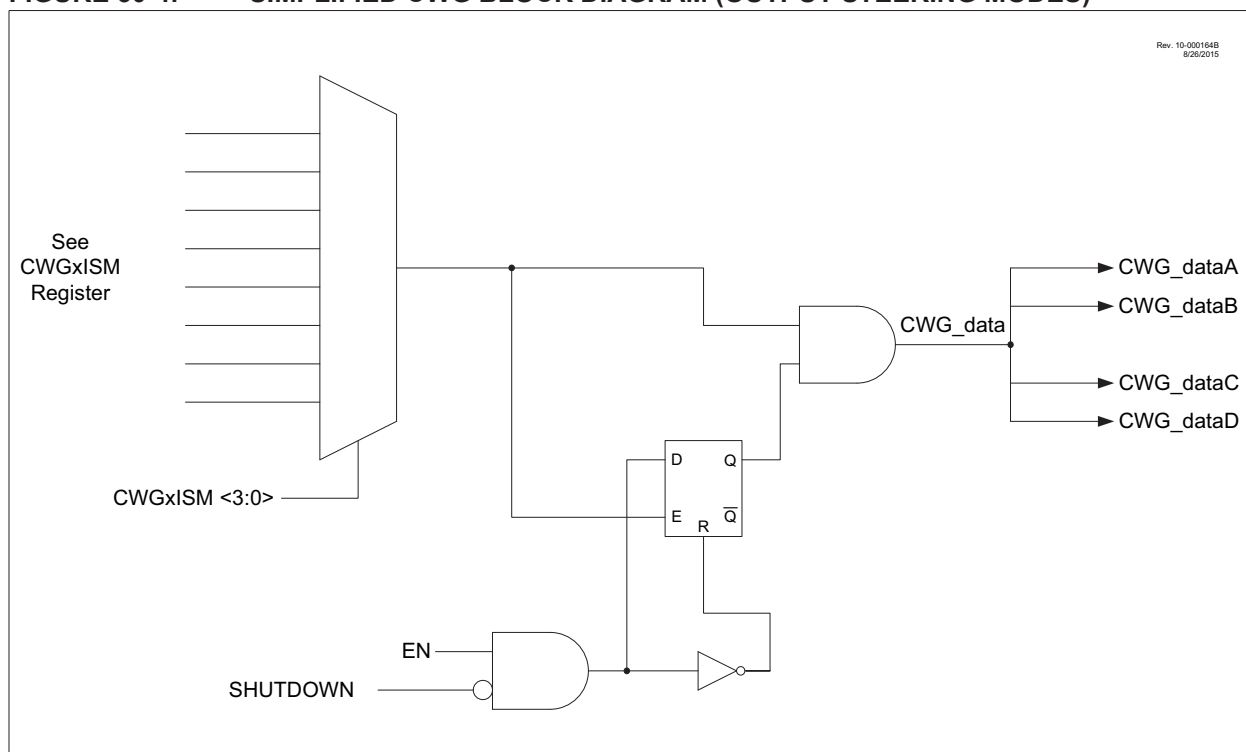 Rev. 10-000164B
8/26/2015
See
CWGxISM
Register
CWGxISM <3:0>
EN
SHUTDOWN
D
Q
E
R
Q
CWG_data
CWG_dataA
CWG_dataB
CWG_dataC
CWG_dataD